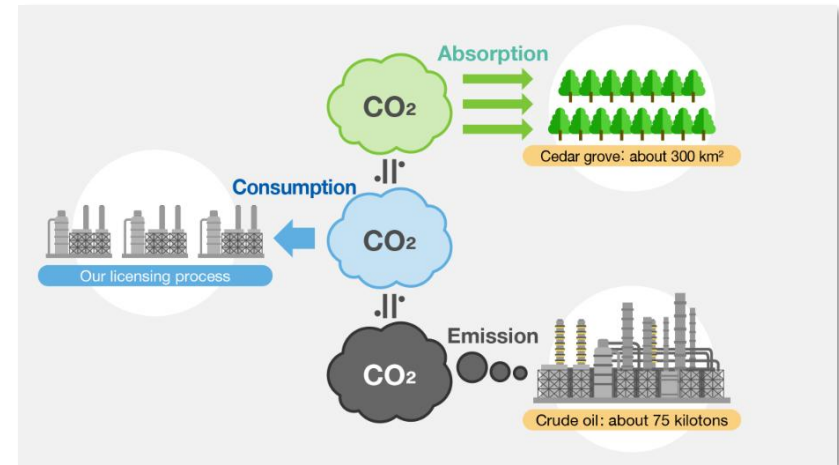 Absorption
CO₂
Cedar grove: about 300 km²
Consumption
CO₂
Our licensing process
Emission
CO₂
Crude oil: about 75 kilotons